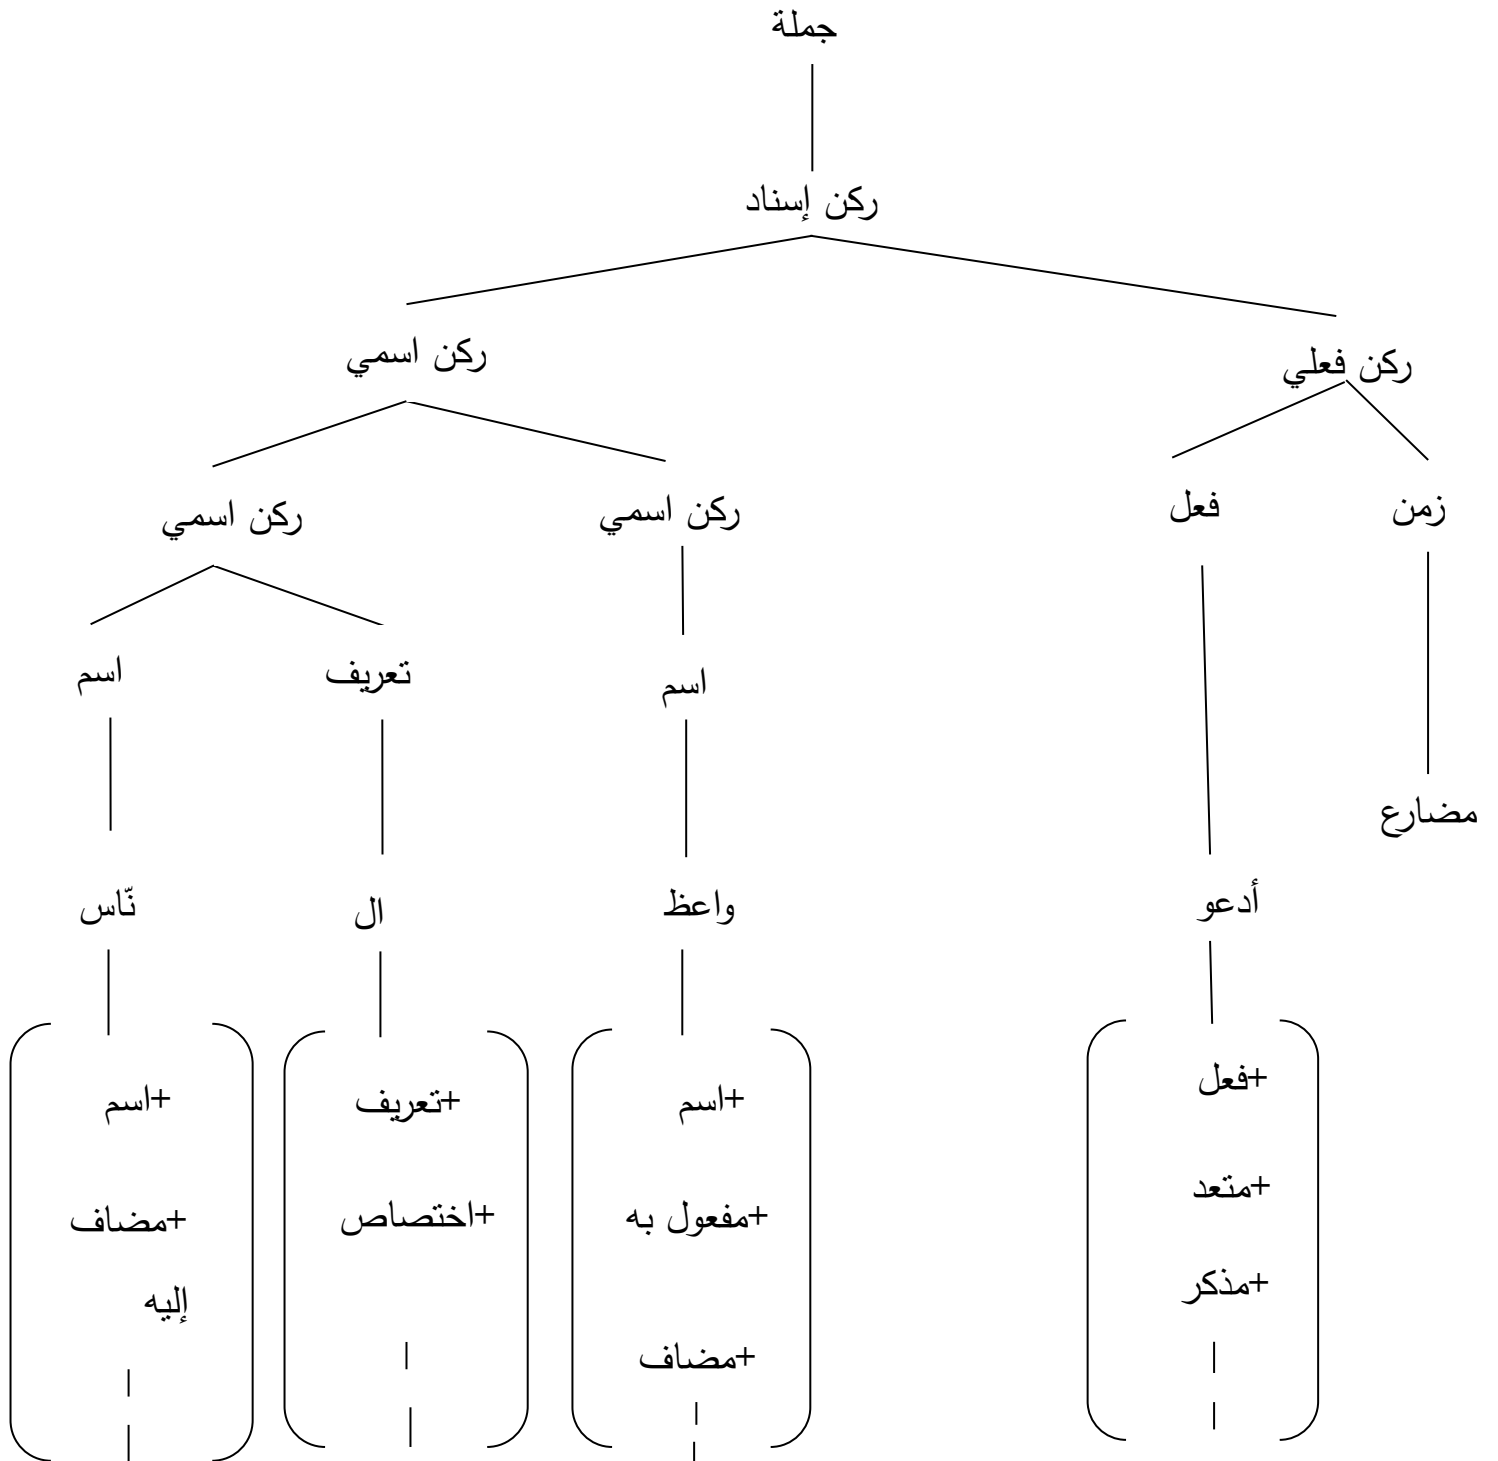 جملة
ركن إسناد
ركن فعلي
ركن اسمي
زمن
فعل
ركن اسمي
ركن اسمي
اسم
تعريف
اسم
مضارع
أدعو
واعظ
ال
نّاس
+فعل
+متعد
+مذكر
+اسم
+مفعول به
+مضاف
+تعريف
+اختصاص
+اسم
+مضاف
إليه